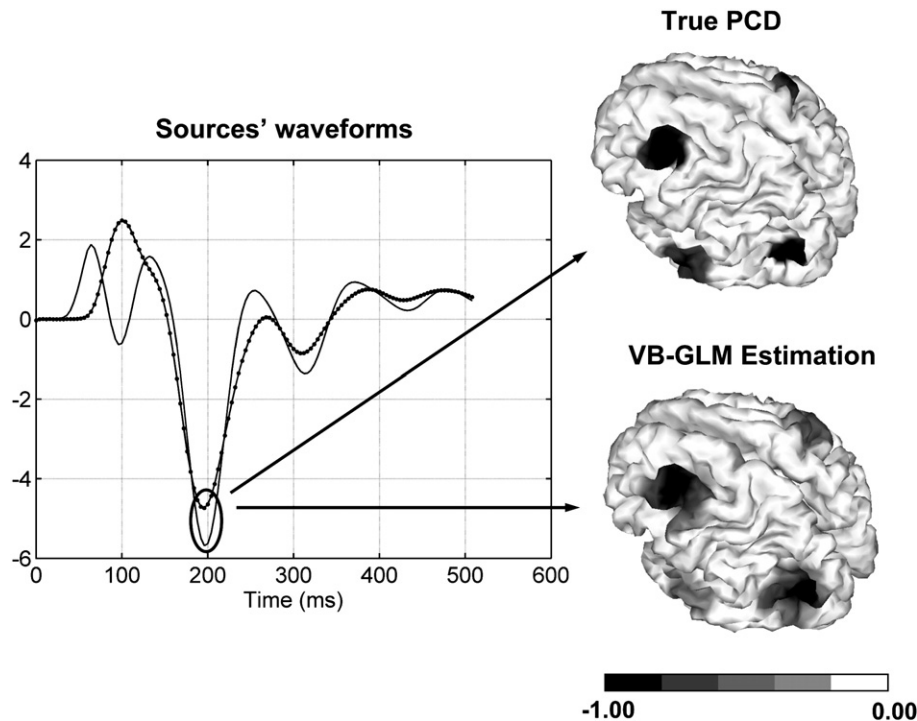 True PCD
Sources' waveforms
4
2
0
-2
-4
-6
0 100 200 300 400 500 600
Time (ms)
VB-GLM Estimation
-1.00 0.00